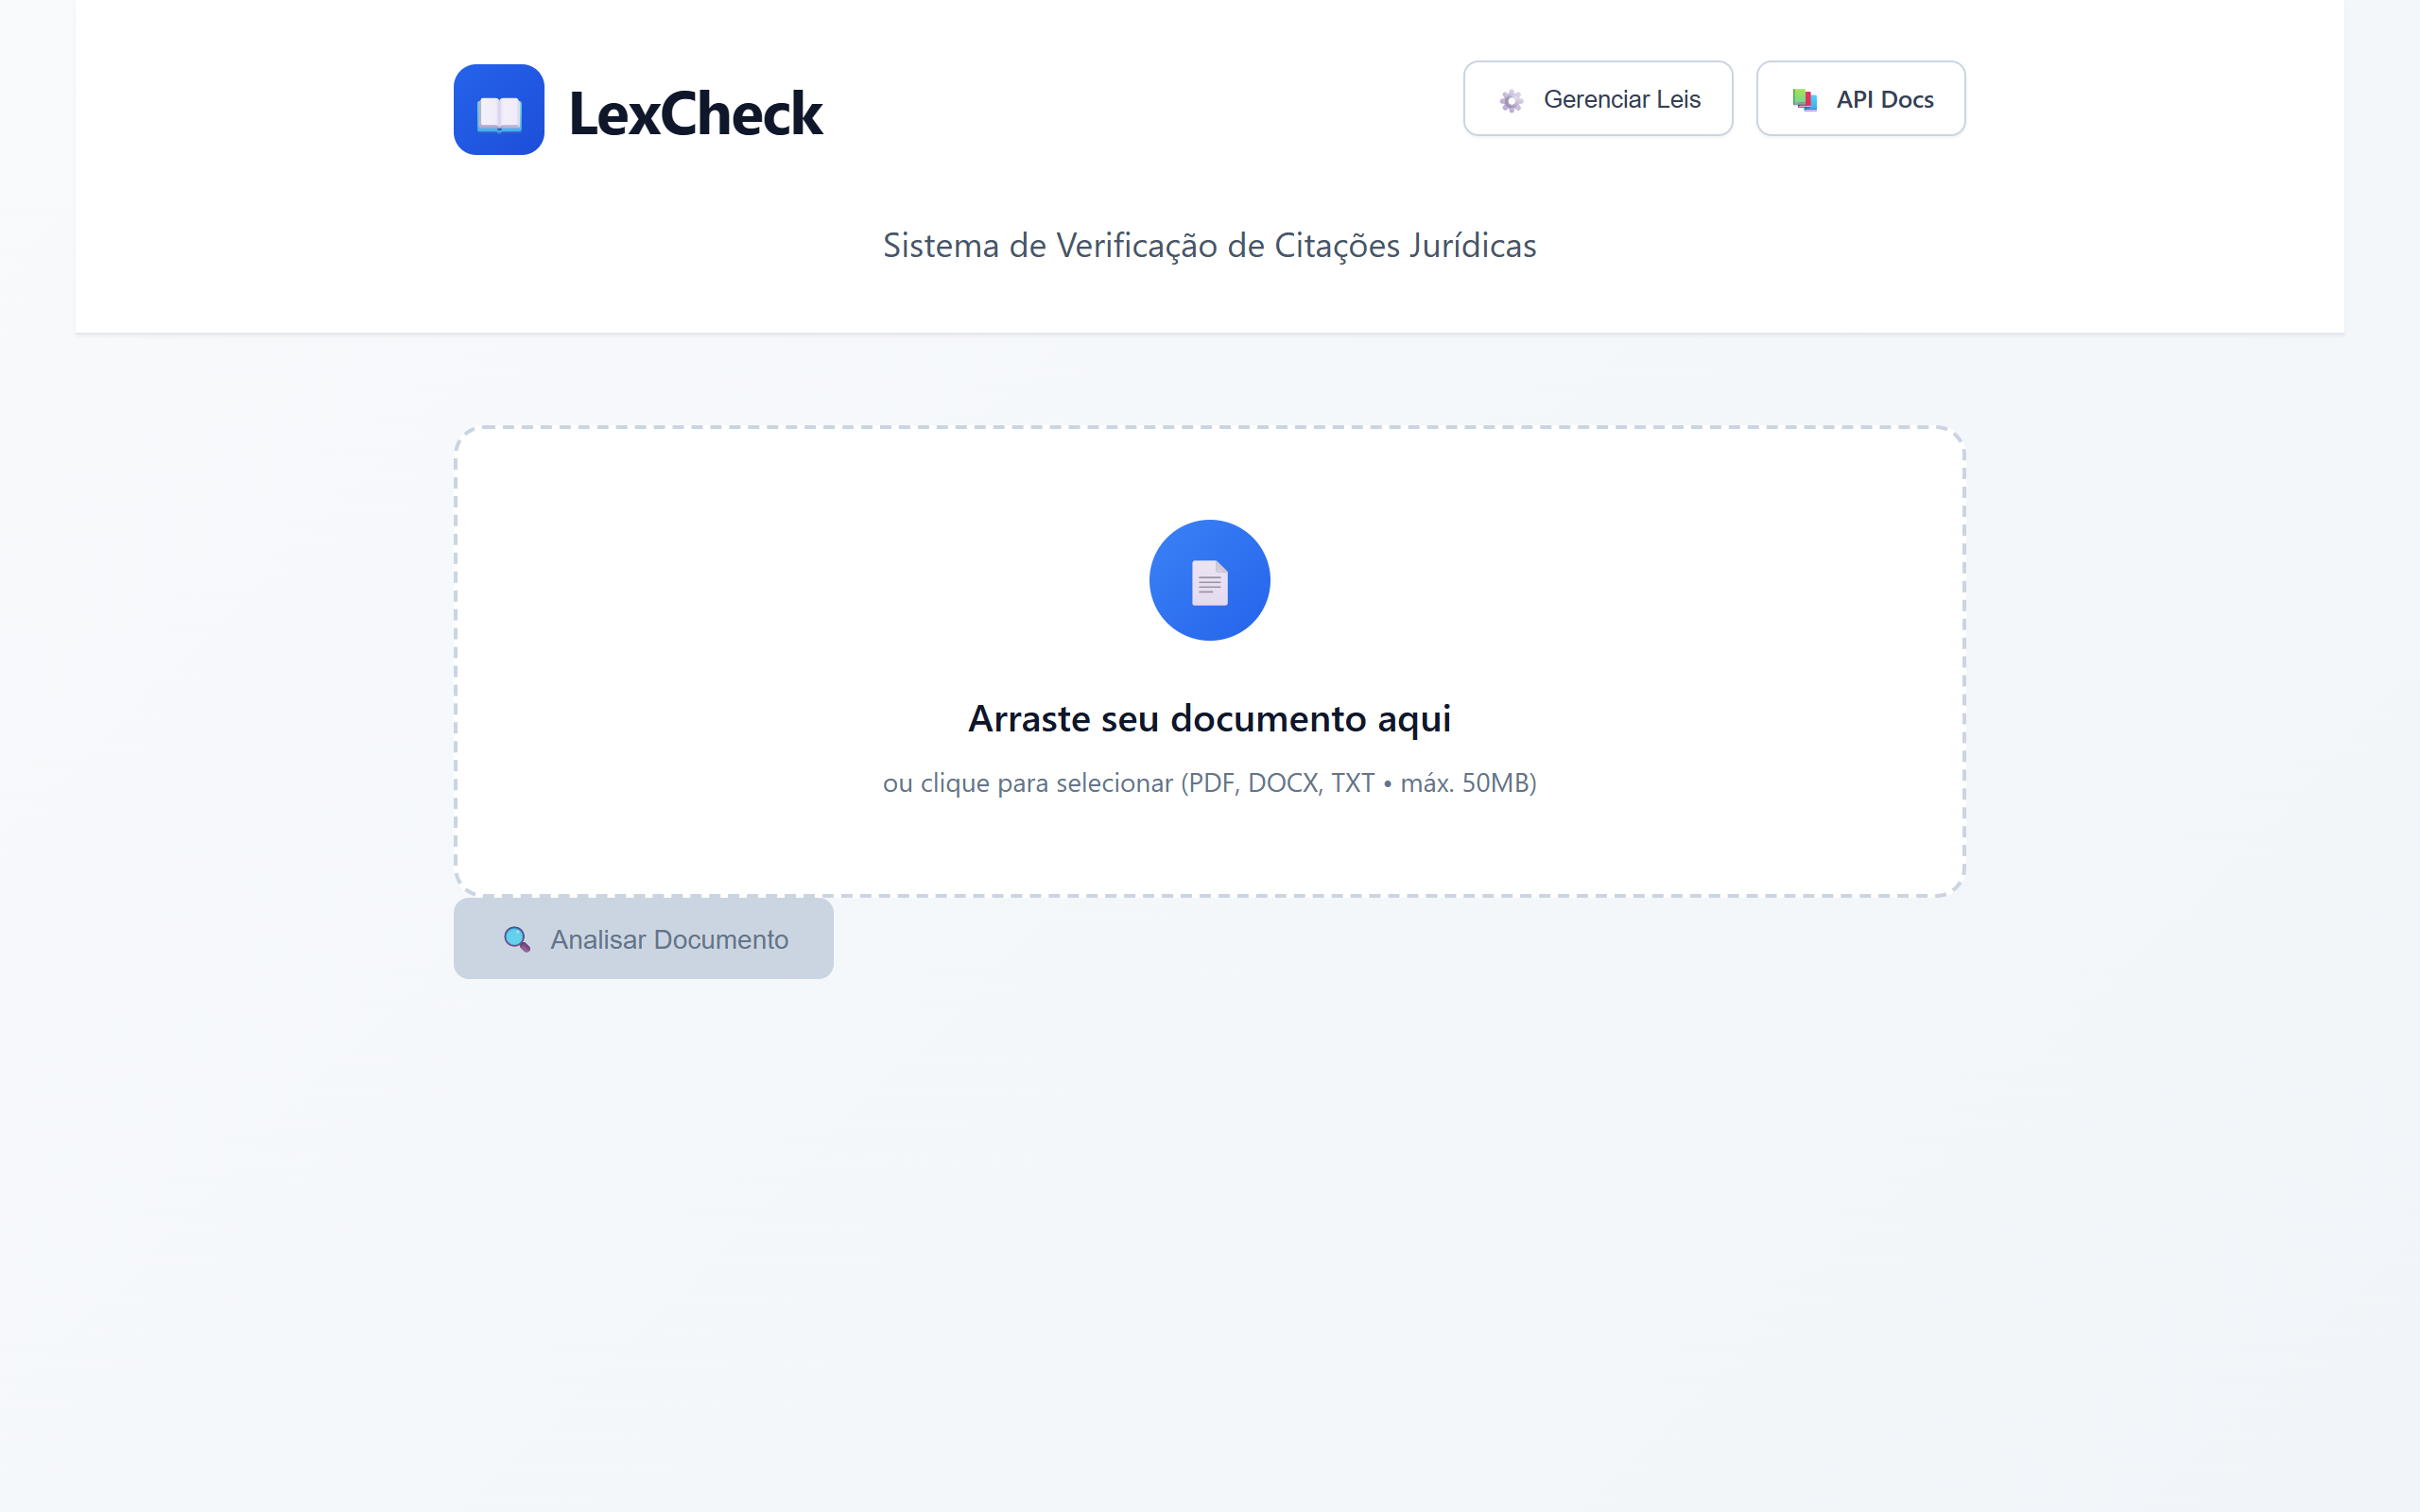 LexCheck
Gerenciar Leis
API Docs
Sistema de Verificação de Citações Jurídicas
Arraste seu documento aqui
ou clique para selecionar (PDF, DOCX, TXT • máx. 50MB)
Analisar Documento